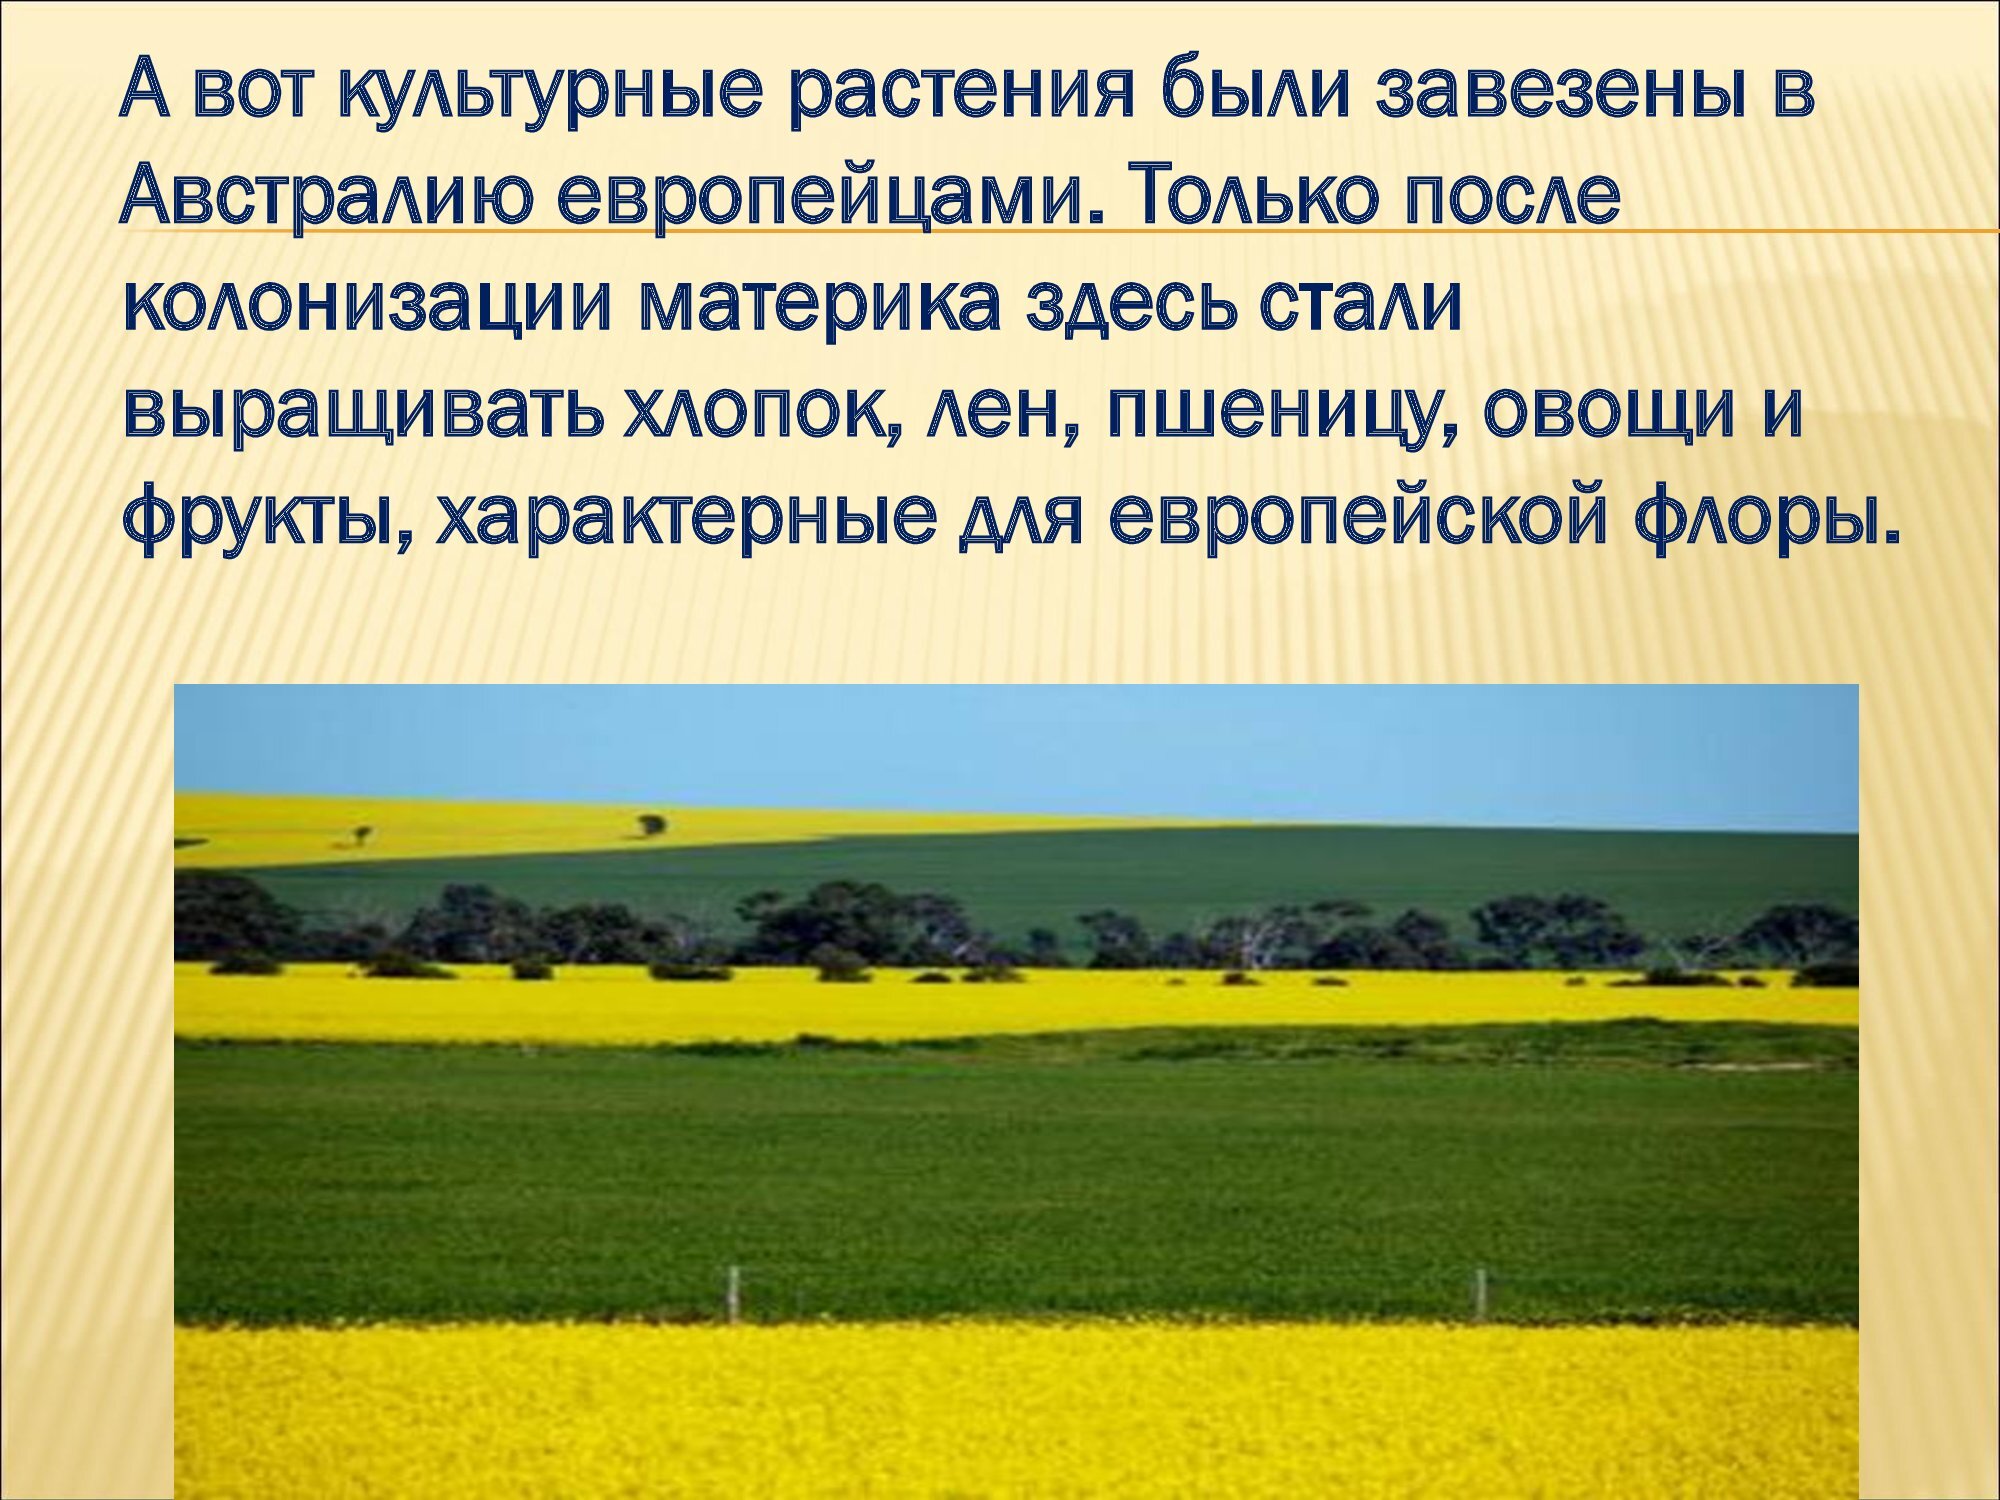 А вот культурные растения были завезены в
Австралию европейцами. Только после
колонизации материка здесь стали
выращивать хлопок, лен, пшеницу, овощи и
фрукты, характерные для европейской флоры.